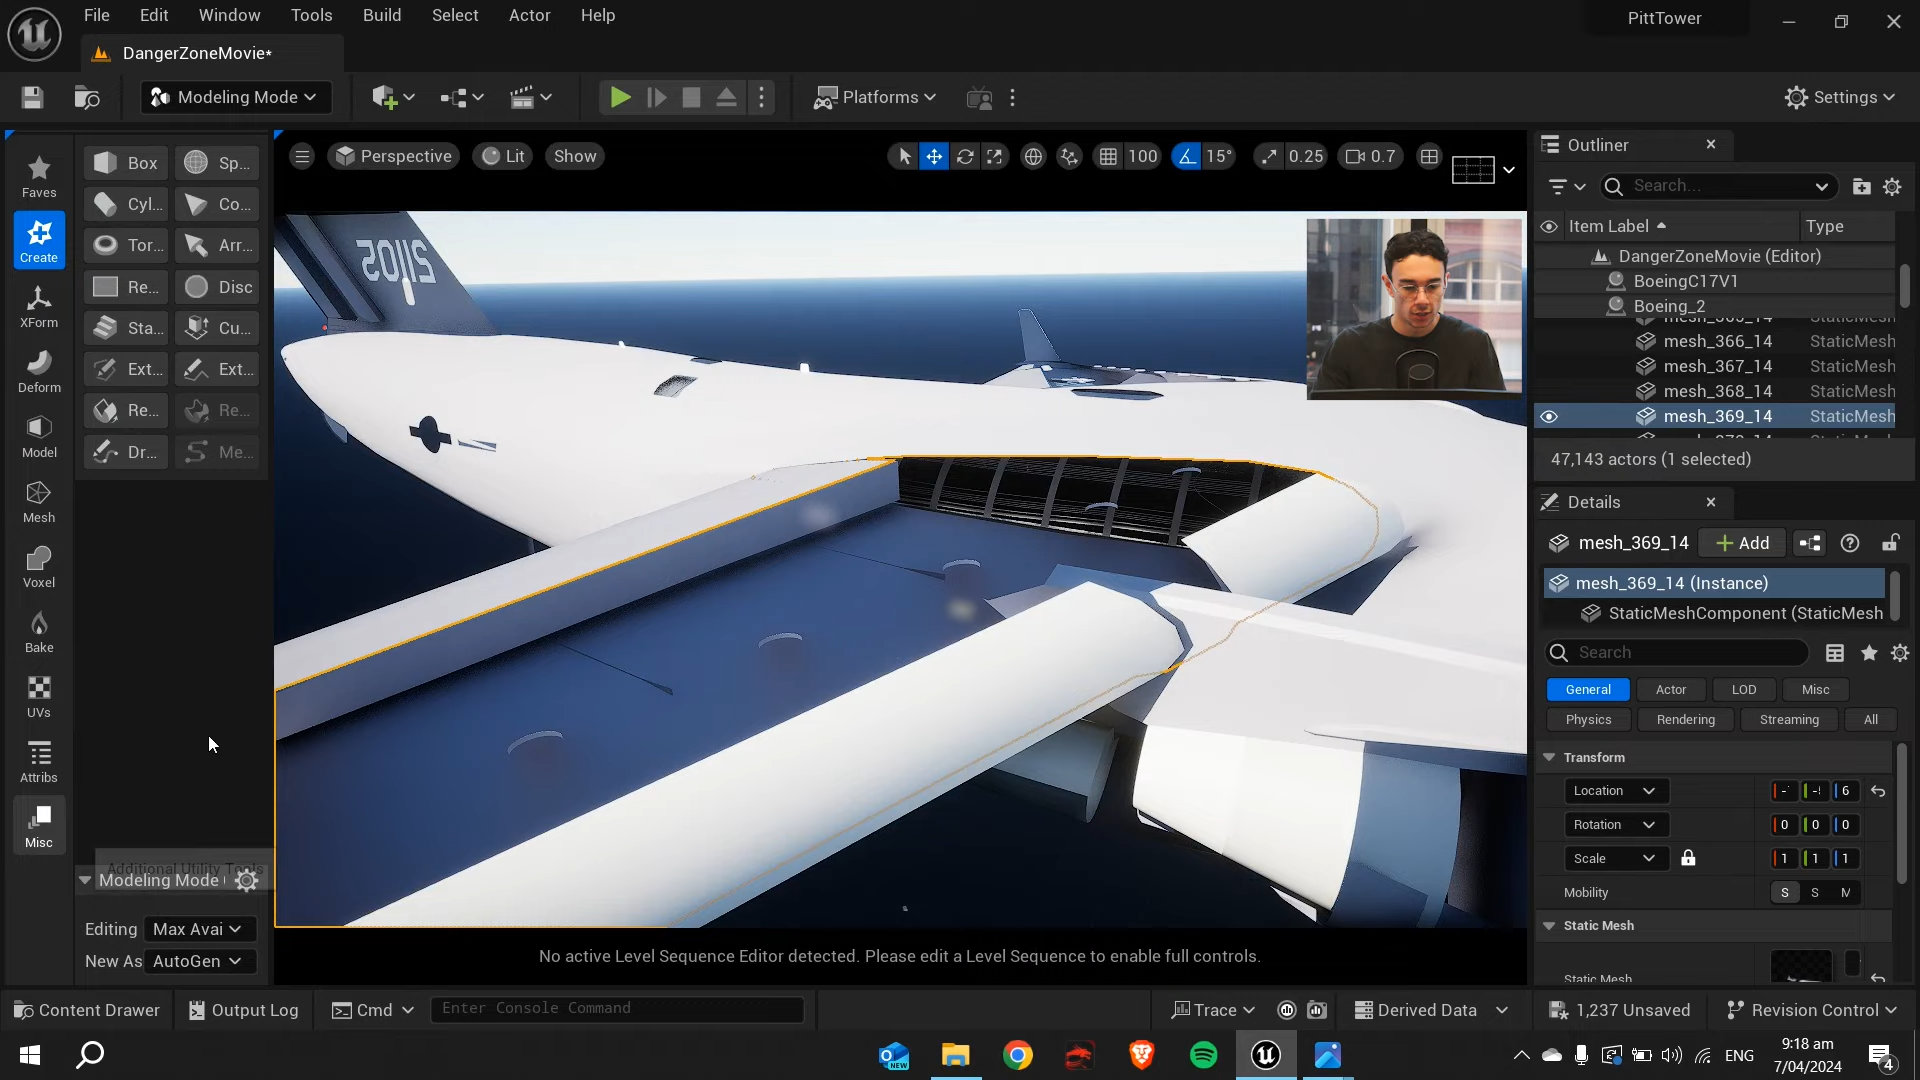 File Edit Window Tools Build Select Actor Help
PittTower
DangerZoneMovie*
Modeling Mode
Platforms
Settings
Faves
Create
XForm
Deform
Model
Mesh
Voxel
Bake
UVs
Attribs
Misc
Box Sp...
Cyl... Co...
Tor... Arr...
Re... Disc
Sta... Cu...
Ext... Ext...
Re... Re...
Dr... Me...
Additional Utility Tools
Modeling Mode
Editing Max Avai
New As AutoGen
Perspective Lit Show
100 15° 0.25 0.7
No active Level Sequence Editor detected. Please edit a Level Sequence to enable full controls.
Outliner
Search...
Item Label Type
DangerZoneMovie (Editor)
BoeingC17V1
Boeing_2
mesh_366_14 StaticMesh
mesh_367_14 StaticMesh
mesh_368_14 StaticMesh
mesh_369_14 StaticMesh
47,143 actors (1 selected)
Details
mesh_369_14 Add
mesh_369_14 (Instance)
StaticMeshComponent (StaticMesh
Search
General Actor LOD Misc
Physics Rendering Streaming All
Transform
Location 6
Rotation 0 0 0
Scale 1 1 1
Mobility S S M
Static Mesh
Static Mesh
Content Drawer Output Log Cmd Enter Console Command Trace Derived Data 1,237 Unsaved Revision Control
NEW
ENG
9:18 am
7/04/2024
4